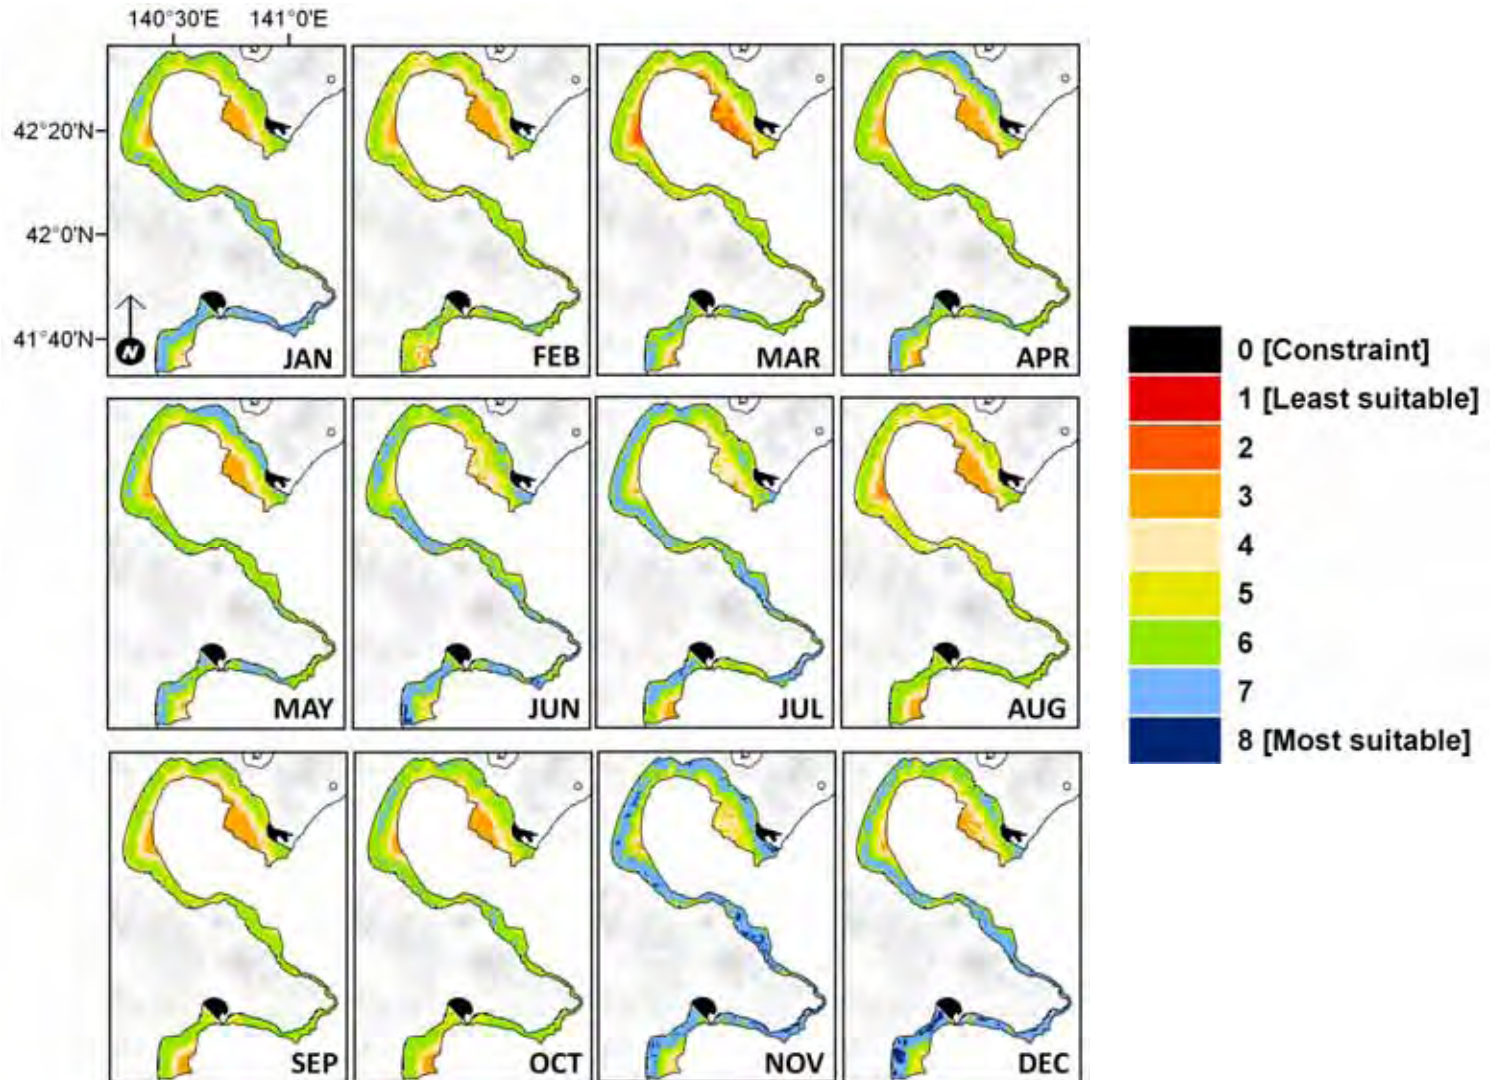 140°30'E 141°0'E
42°20'N
42°0'N
41°40'N
N
JAN FEB MAR APR
MAY JUN JUL AUG
SEP OCT NOV DEC
0 [Constraint]
1 [Least suitable]
2
3
4
5
6
7
8 [Most suitable]